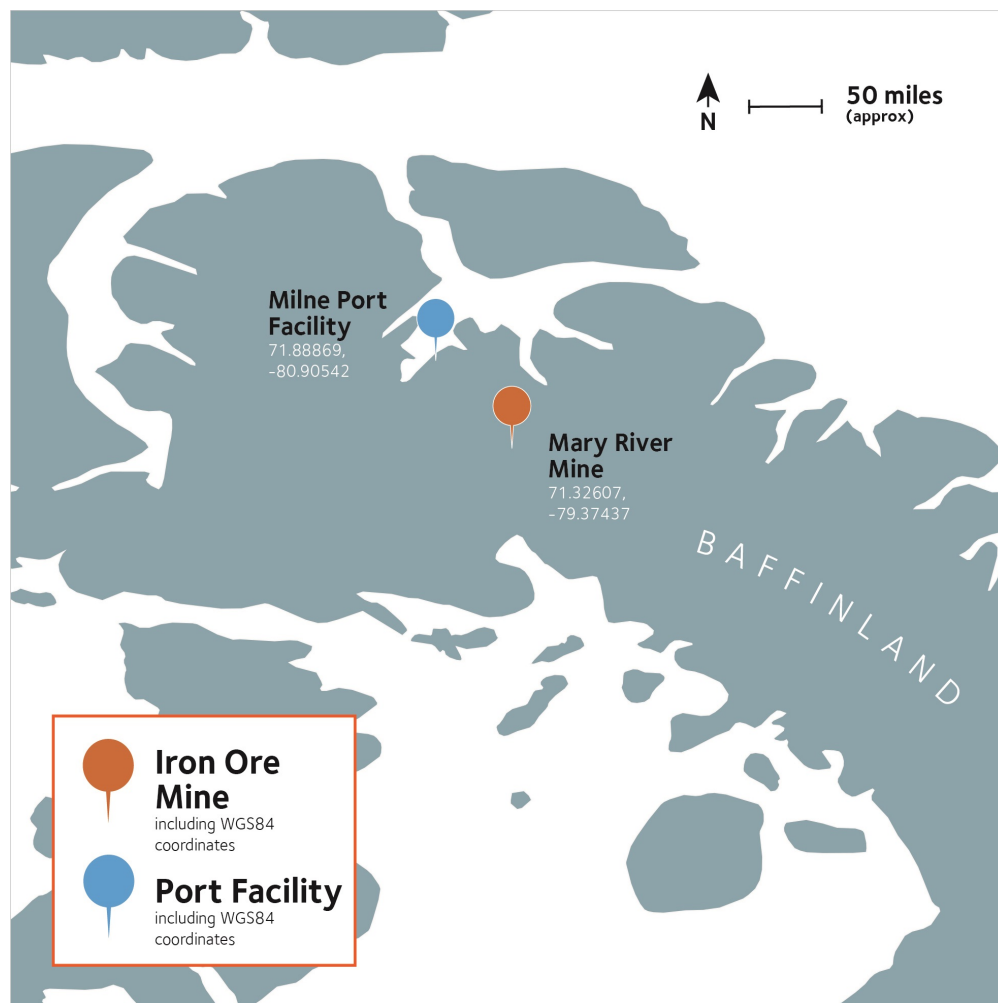 50 miles
(approx)
N
Milne Port
Facility
71.88869,
-80.90542
Mary River
Mine
71.32607,
-79.37437
BAFFINLAND
Iron Ore
Mine
including WGS84
coordinates
Port Facility
including WGS84
coordinates